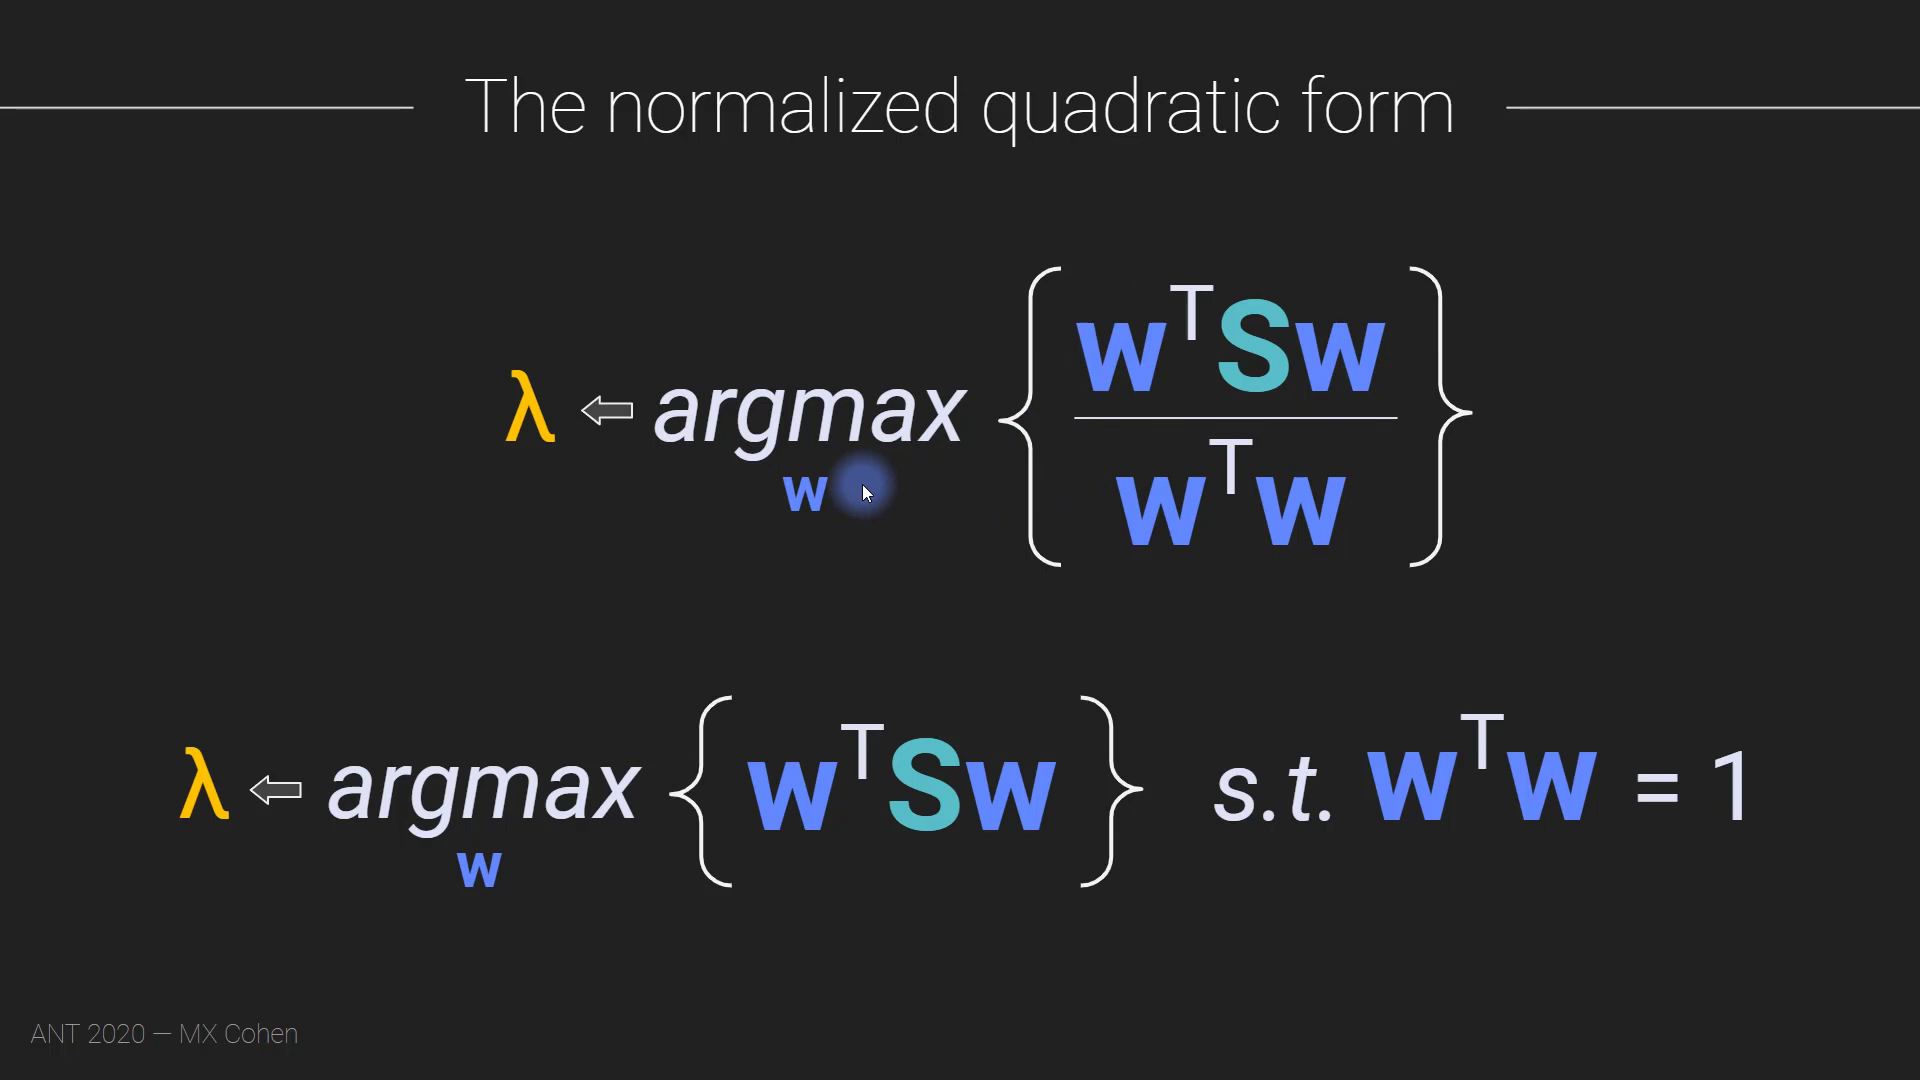 The normalized quadratic form
λ ⇐ argmax { wᵀSw / wᵀw }
w
λ ⇐ argmax { wᵀSw } s.t. wᵀw = 1
w
ANT 2020 — MX Cohen